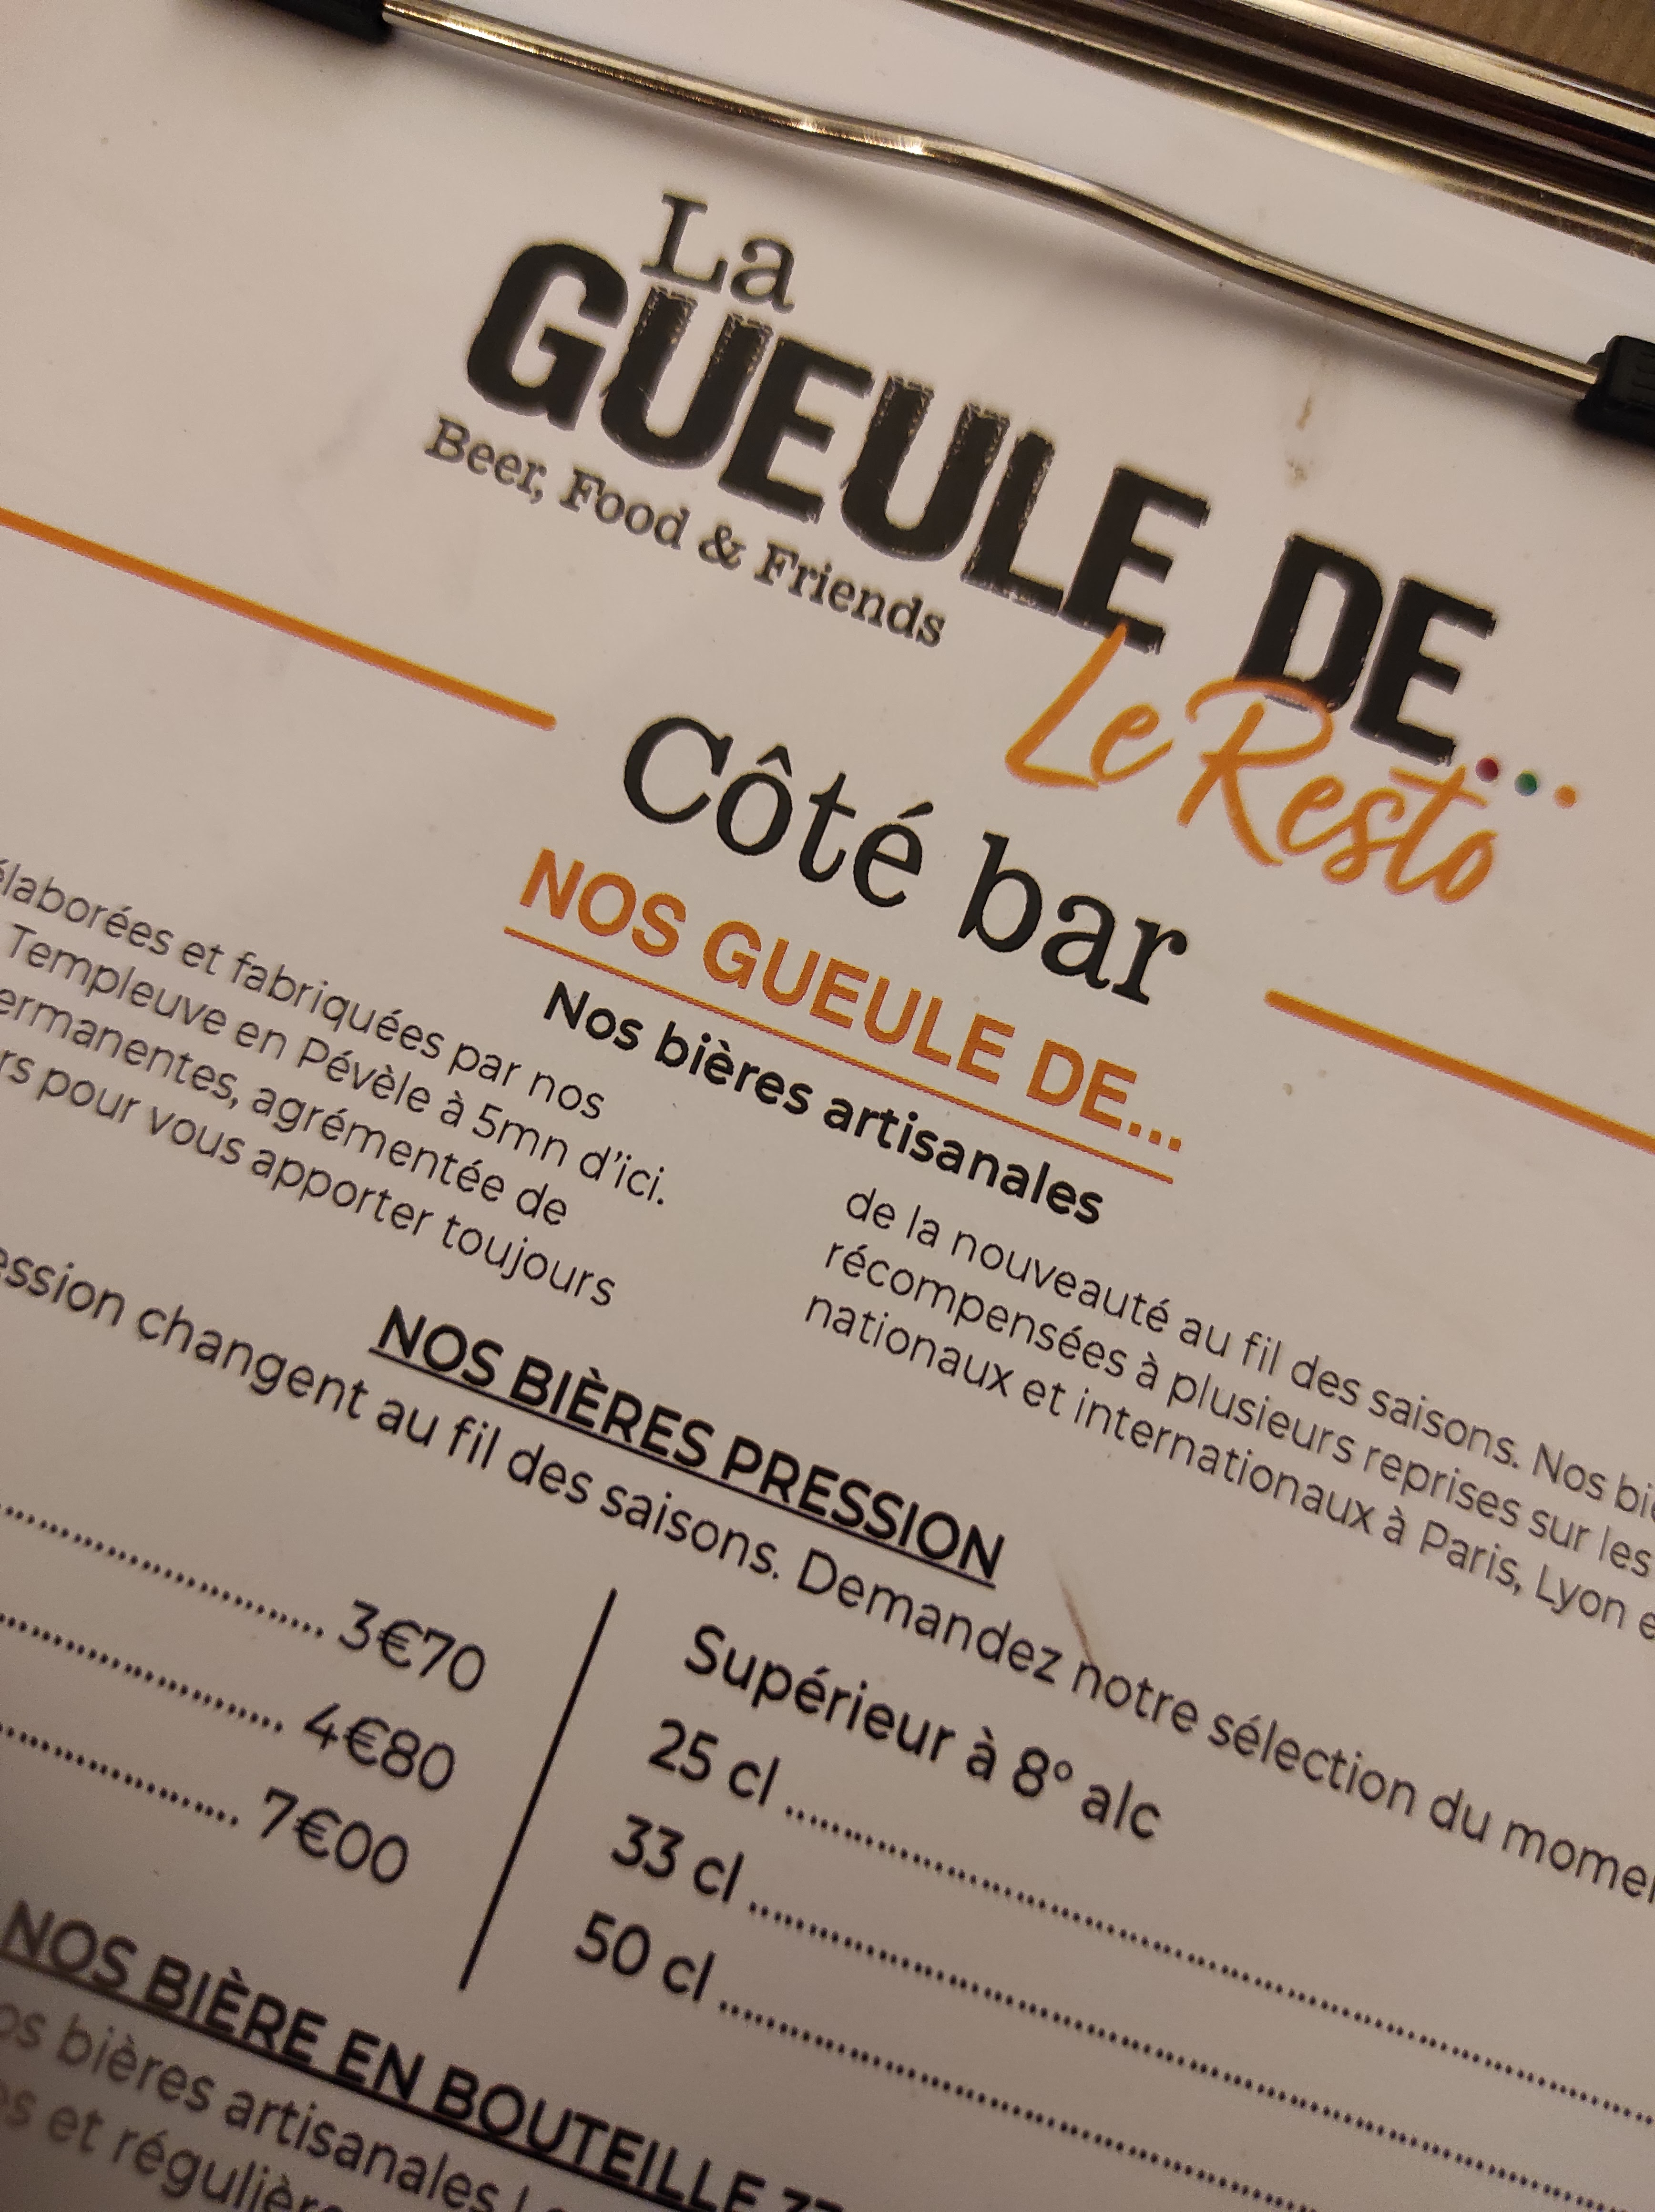 La
GUEULE DE...
Beer, Food & Friends
Le Resto
Côté bar
NOS GUEULE DE...
Nos bières artisanales
élaborées et fabriquées par nos
Templeuve en Pévèle à 5mn d'ici.
ermanentes, agrémentée de
rs pour vous apporter toujours
de la nouveauté au fil des saisons. Nos biè
récompensées à plusieurs reprises sur les
nationaux et internationaux à Paris, Lyon e
NOS BIÈRES PRESSION
ession changent au fil des saisons. Demandez notre sélection du momen
3€70
4€80
7€00
Supérieur à 8° alc
25 cl
33 cl
50 cl
NOS BIÈRE EN BOUTEILLE
os bières artisanales
es et régulièr